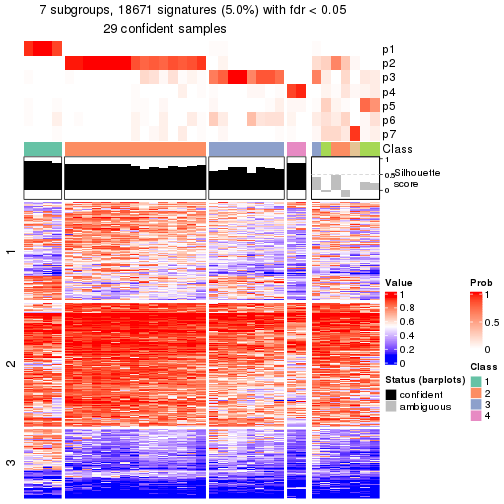 7 subgroups, 18671 signatures (5.0%) with fdr < 0.05
29 confident samples
p1
p2
p3
p4
p5
p6
p7
Class
1
0.5
0
Silhouette
score
1
2
3
Value
1
0.8
0.6
0.4
0.2
0
Status (barplots)
confident
ambiguous
Prob
1
0.5
0
Class
1
2
3
4